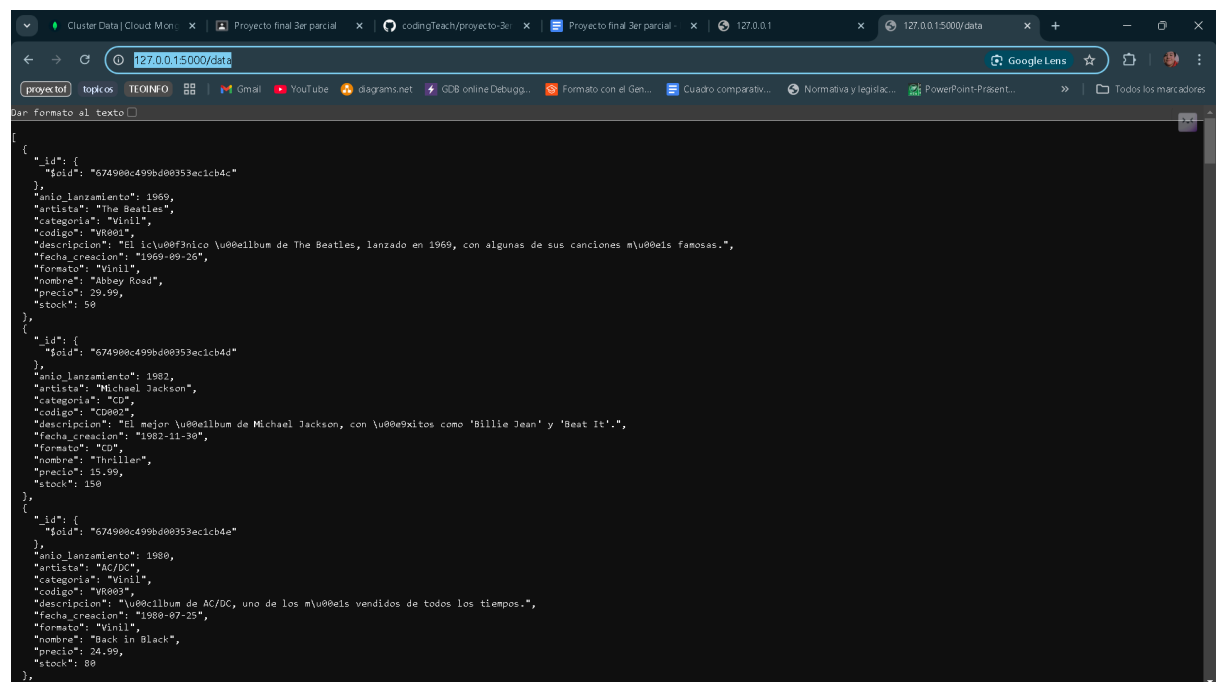 Cluster Data | Cloud: Mong
Proyecto final 3er parcial
codingTeach/proyecto-3er
Proyecto final 3er parcial -
127.0.0.1
127.0.0.1:5000/data
127.0.0.1:5000/data
Google Lens
proyectof
topicos
TEOINFO
Gmail
YouTube
diagrams.net
GDB online Debugg...
Formato con el Gen...
Cuadro comparativ...
Normativa y legislac...
PowerPoint-Präsent...
»
Todos los marcadores
Dar formato al texto
[
{
"_id": {
"$oid": "674900c499bd00353ec1cb4c"
},
"anio_lanzamiento": 1969,
"artista": "The Beatles",
"categoria": "Vinil",
"codigo": "VR001",
"descripcion": "El ic\u00f3nico \u00e1lbum de The Beatles, lanzado en 1969, con algunas de sus canciones m\u00e1s famosas.",
"fecha_creacion": "1969-09-26",
"formato": "Vinil",
"nombre": "Abbey Road",
"precio": 29.99,
"stock": 50
},
{
"_id": {
"$oid": "674900c499bd00353ec1cb4d"
},
"anio_lanzamiento": 1982,
"artista": "Michael Jackson",
"categoria": "CD",
"codigo": "CD002",
"descripcion": "El mejor \u00e1lbum de Michael Jackson, con \u00e9xitos como 'Billie Jean' y 'Beat It'.",
"fecha_creacion": "1982-11-30",
"formato": "CD",
"nombre": "Thriller",
"precio": 15.99,
"stock": 150
},
{
"_id": {
"$oid": "674900c499bd00353ec1cb4e"
},
"anio_lanzamiento": 1980,
"artista": "AC/DC",
"categoria": "Vinil",
"codigo": "VR003",
"descripcion": "\u00c1lbum de AC/DC, uno de los m\u00e1s vendidos de todos los tiempos.",
"fecha_creacion": "1980-07-25",
"formato": "Vinil",
"nombre": "Back in Black",
"precio": 24.99,
"stock": 80
},